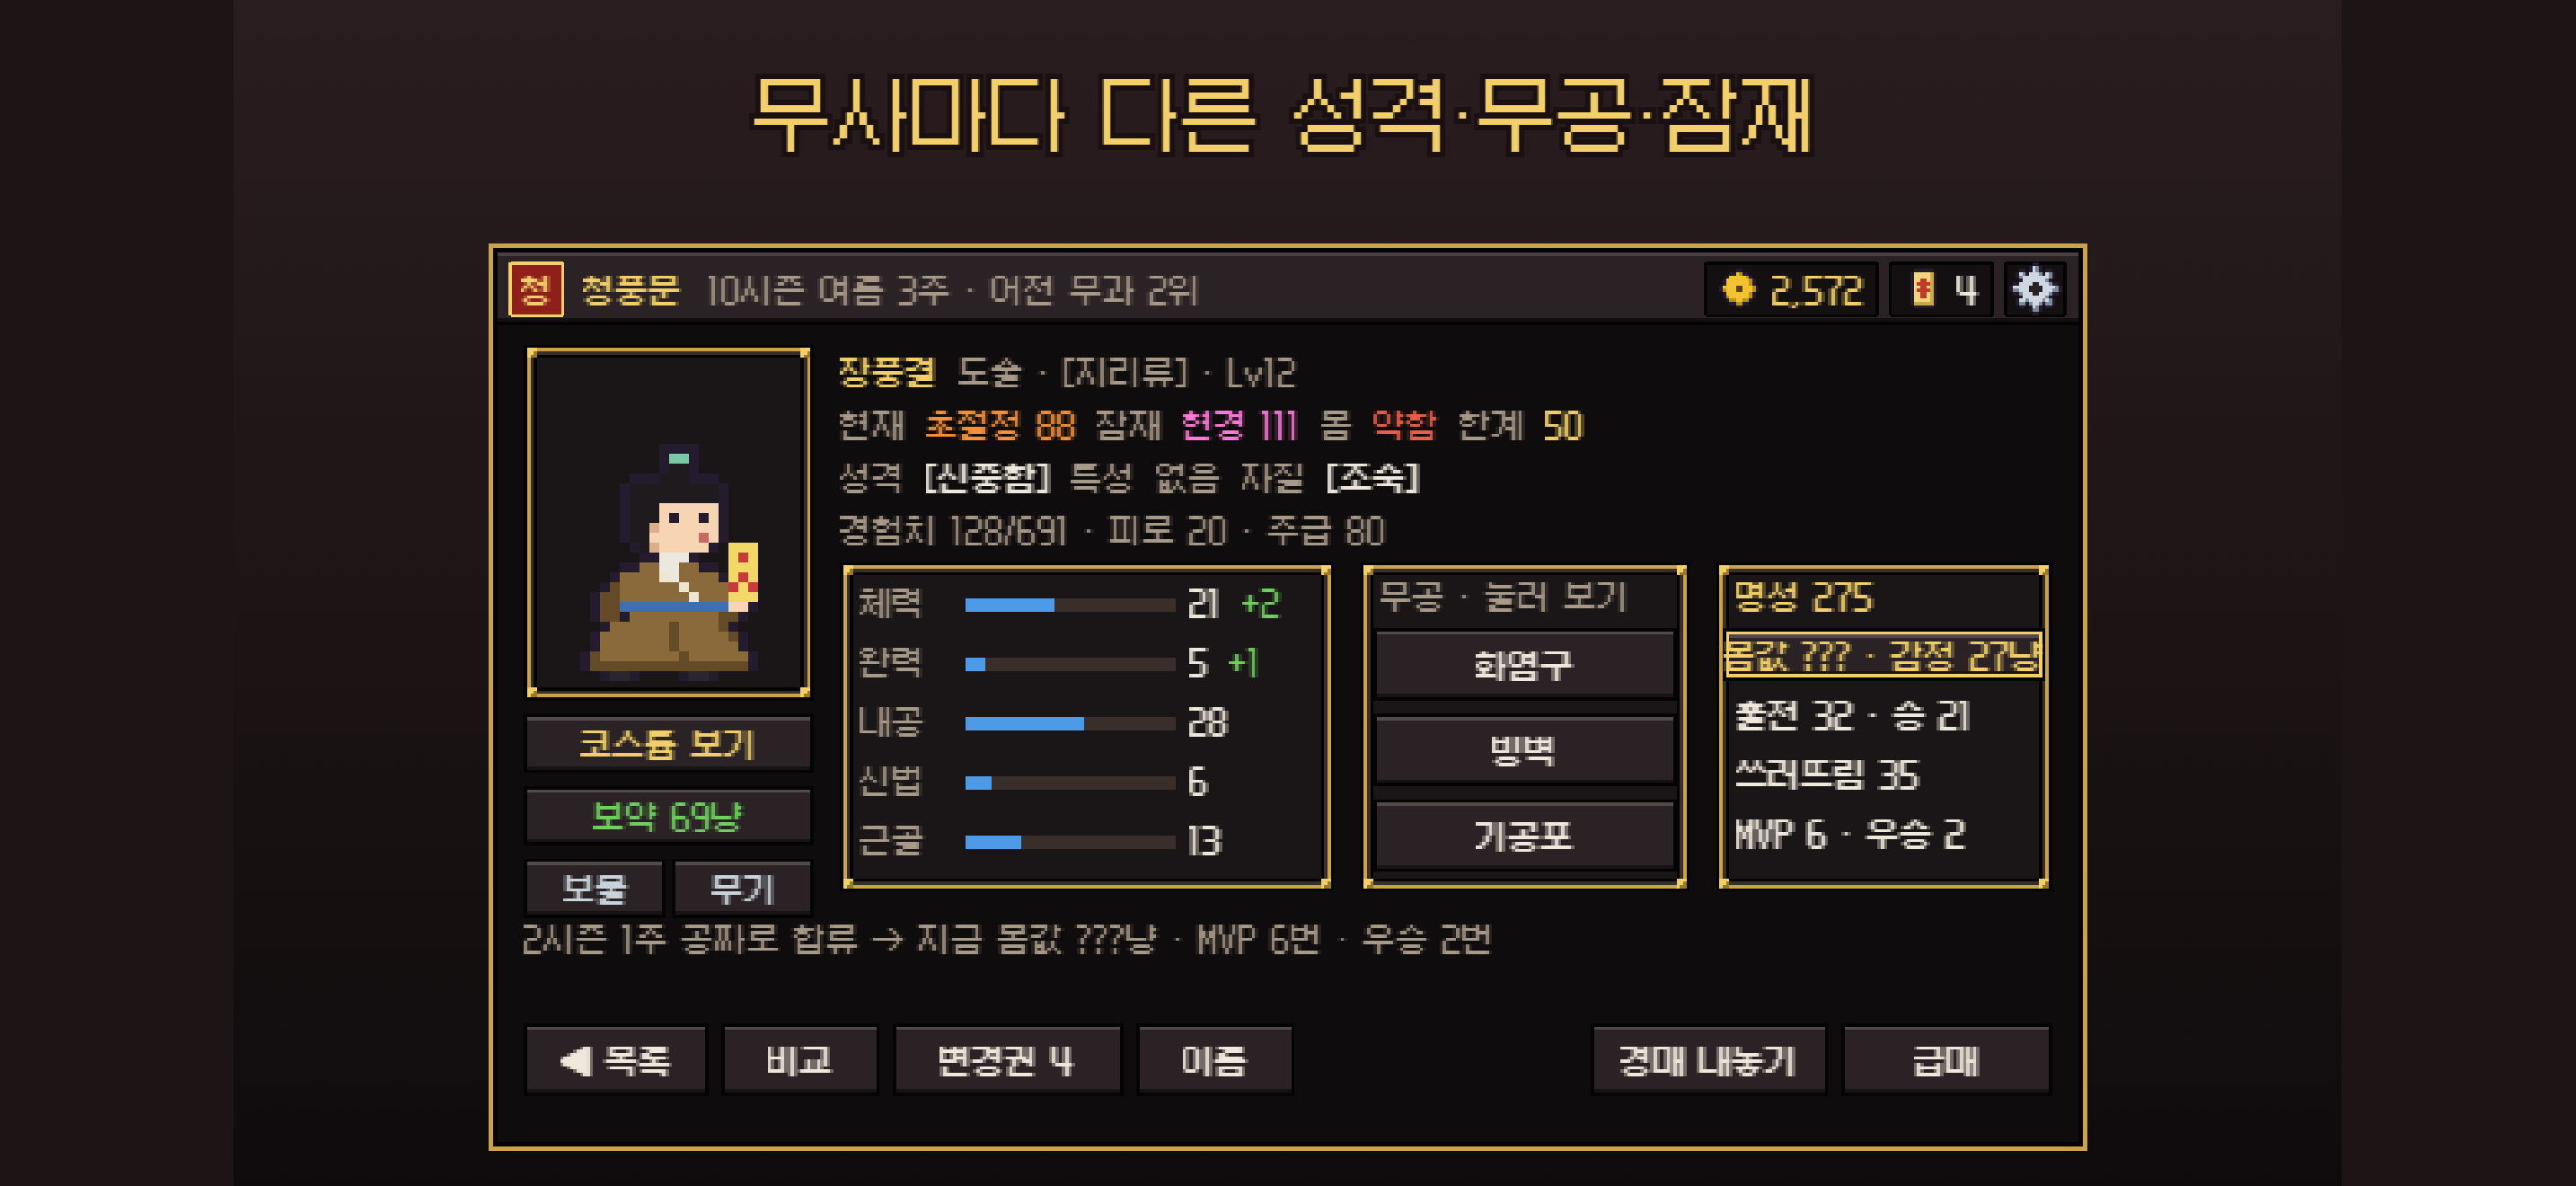 무사마다 다른 성격·무공·잠재
청 청풍문 10시즌 여름 3주 · 어전 무과 2위 2,572 4
장풍결 도술 · [지리류] · Lv12
현재 초절정 88 잠재 현경 111 몸 약함 한계 50
성격 [신중함] 특성 없음 자질 [조숙]
경험치 128/691 · 피로 20 · 주급 80
체력 21 +2
완력 5 +1
내공 28
신법 6
근골 13
무공 · 눌러 보기
화염구
빙벽
기공포
명성 275
몸값 ??? · 감정 27냥
출전 32 · 승 21
쓰러뜨림 35
MVP 6 · 우승 2
코스튬 보기
보약 69냥
보물 무기
2시즌 1주 공짜로 합류 → 지금 몸값 ???냥 · MVP 6번 · 우승 2번
◀ 목록 비교 변경권 4 이름 경매 내놓기 급매